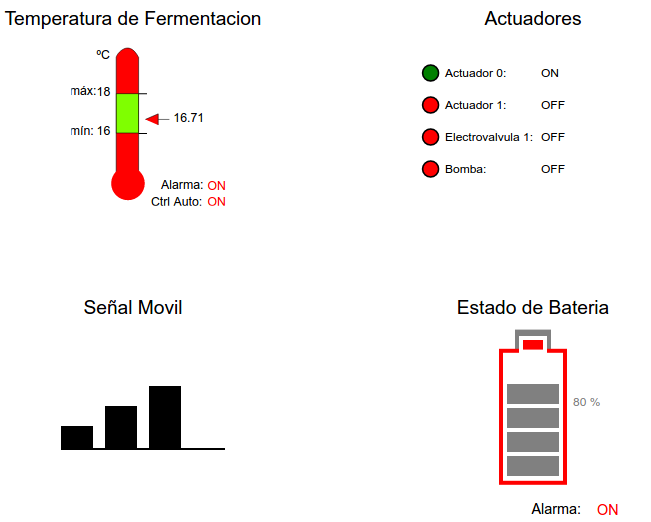 Temperatura de Fermentacion
ºC
máx:18
mín: 16
16.71
Alarma: ON
Ctrl Auto: ON
Actuadores
Actuador 0: ON
Actuador 1: OFF
Electrovalvula 1: OFF
Bomba: OFF
Señal Movil
Estado de Bateria
80 %
Alarma: ON